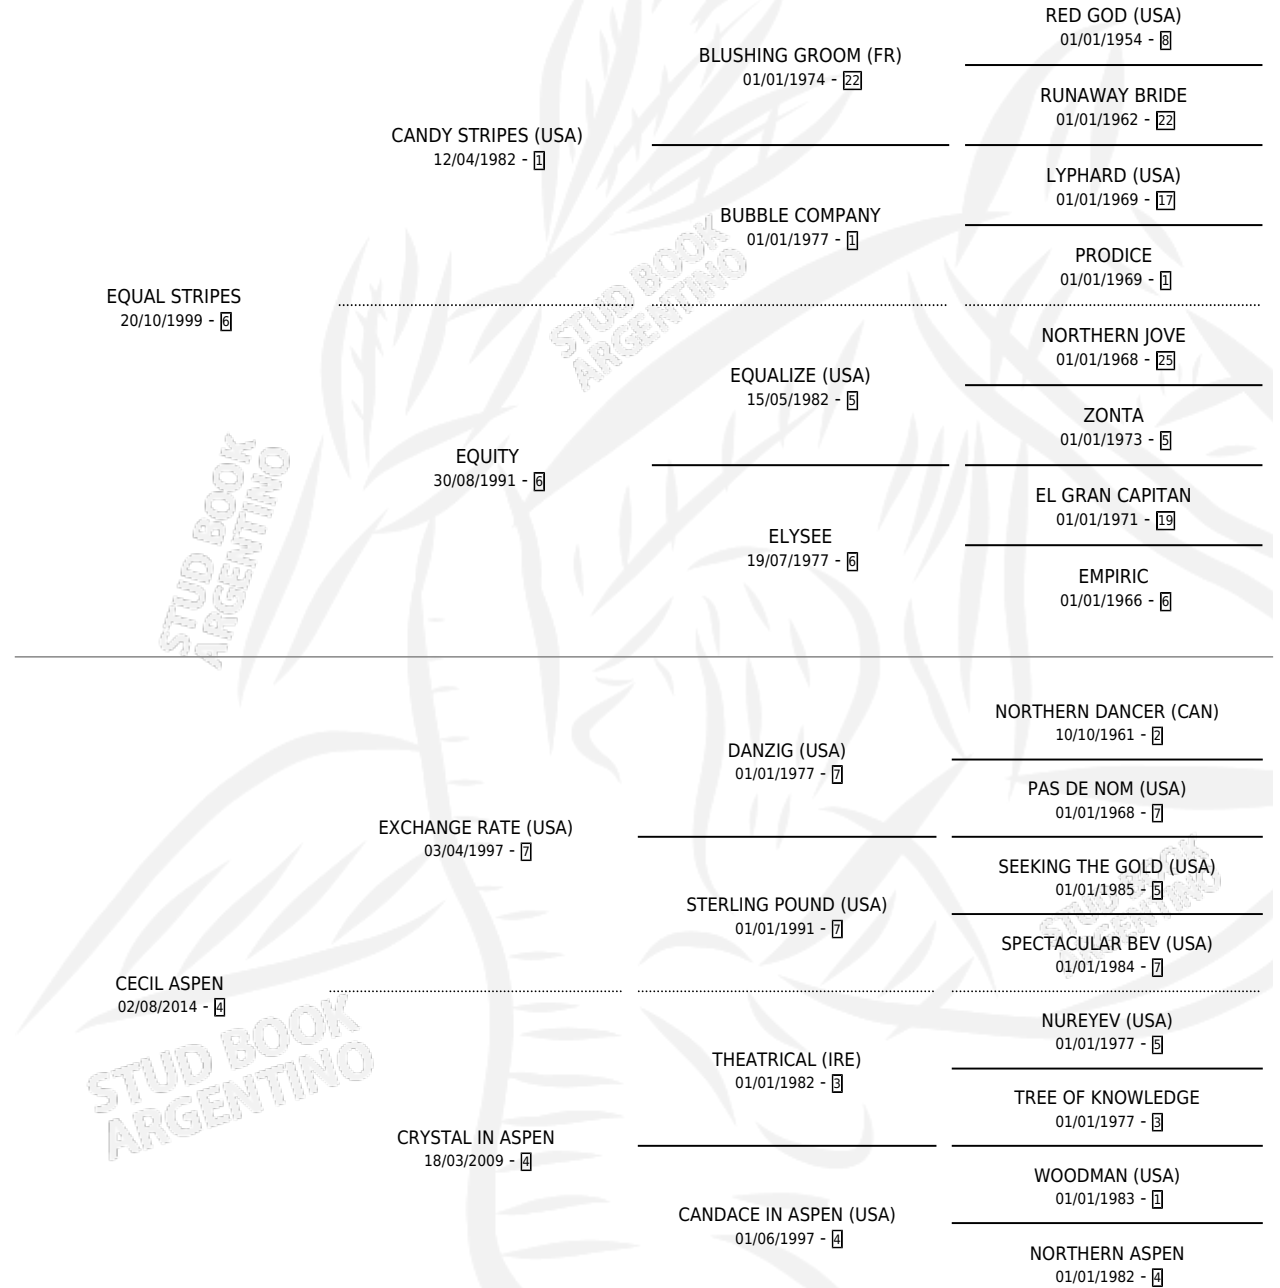 RED GOD (USA)
01/01/1954 - 8
BLUSHING GROOM (FR)
01/01/1974 - 22
RUNAWAY BRIDE
01/01/1962 - 22
CANDY STRIPES (USA)
12/04/1982 - 1
LYPHARD (USA)
01/01/1969 - 17
BUBBLE COMPANY
01/01/1977 - 1
PRODICE
01/01/1969 - 1
EQUAL STRIPES
20/10/1999 - 6
NORTHERN JOVE
01/01/1968 - 25
EQUALIZE (USA)
15/05/1982 - 5
ZONTA
01/01/1973 - 5
EQUITY
30/08/1991 - 6
EL GRAN CAPITAN
01/01/1971 - 19
ELYSEE
19/07/1977 - 6
EMPIRIC
01/01/1966 - 6
STUD BOOK
ARGENTINO
STUD BOOK
ARGENTINO
NORTHERN DANCER (CAN)
10/10/1961 - 2
DANZIG (USA)
01/01/1977 - 7
PAS DE NOM (USA)
01/01/1968 - 7
EXCHANGE RATE (USA)
03/04/1997 - 7
SEEKING THE GOLD (USA)
01/01/1985 - 5
STERLING POUND (USA)
01/01/1991 - 7
SPECTACULAR BEV (USA)
01/01/1984 - 7
CECIL ASPEN
02/08/2014 - 4
NUREYEV (USA)
01/01/1977 - 5
THEATRICAL (IRE)
01/01/1982 - 3
TREE OF KNOWLEDGE
01/01/1977 - 3
CRYSTAL IN ASPEN
18/03/2009 - 4
WOODMAN (USA)
01/01/1983 - 1
CANDACE IN ASPEN (USA)
01/06/1997 - 4
NORTHERN ASPEN
01/01/1982 - 4
STUD BOOK
ARGENTINO
STUD BOOK
ARGENTINO